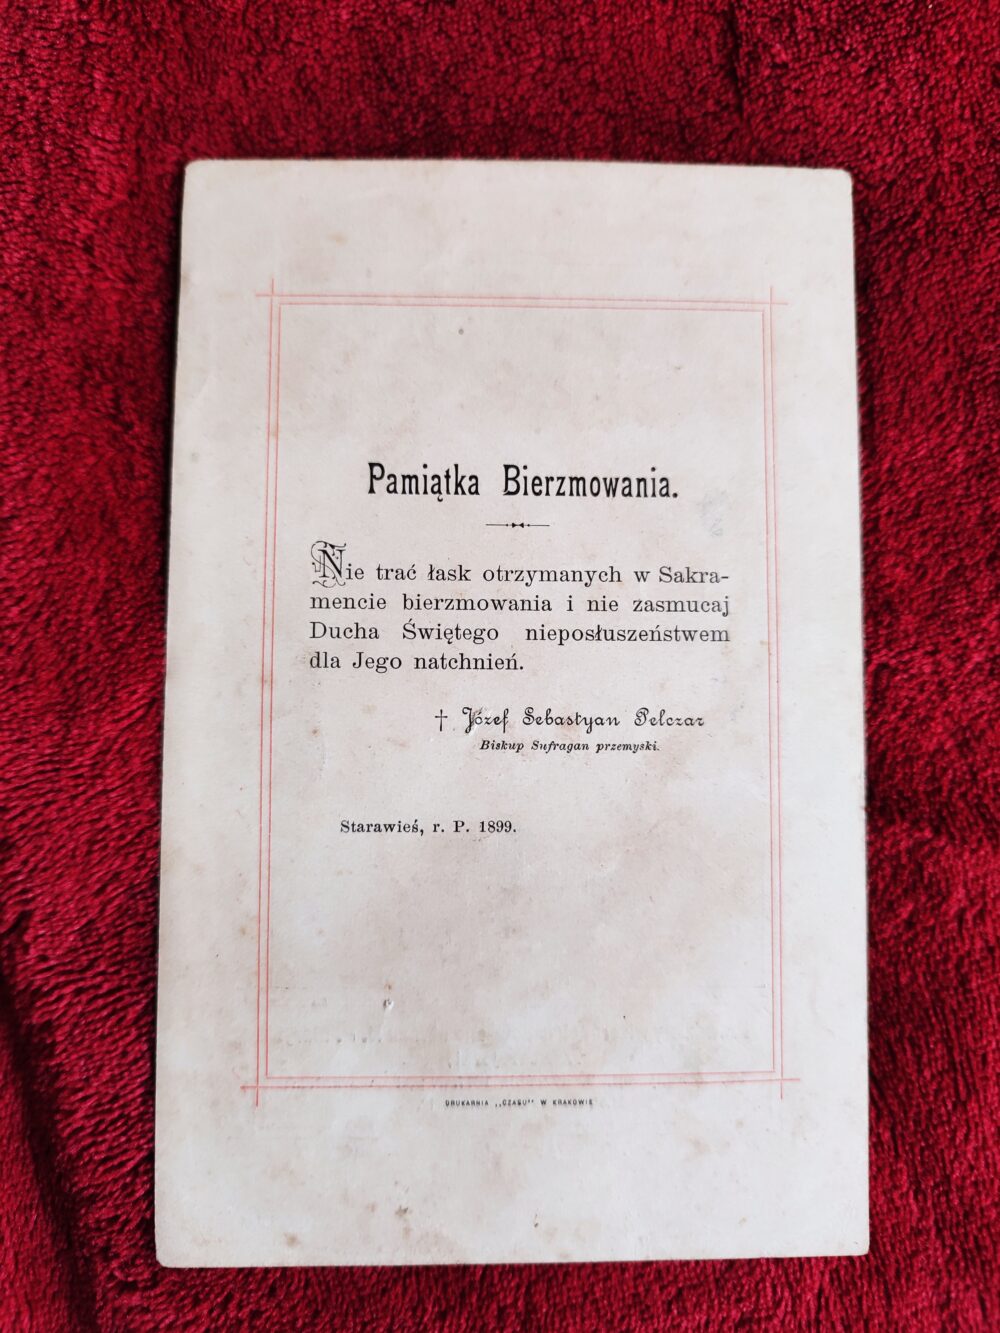 Pamiątka Bierzmowania.
Nie trać łask otrzymanych w Sakra-
mencie bierzmowania i nie zasmucaj
Ducha Świętego nieposłuszeństwem
dla Jego natchnień.
† Józef Sebastyan Pelczar
Biskup Sufragan przemyski.
Starawieś, r. P. 1899.
DRUKARNIA ,,CZASU'' W KRAKOWIE